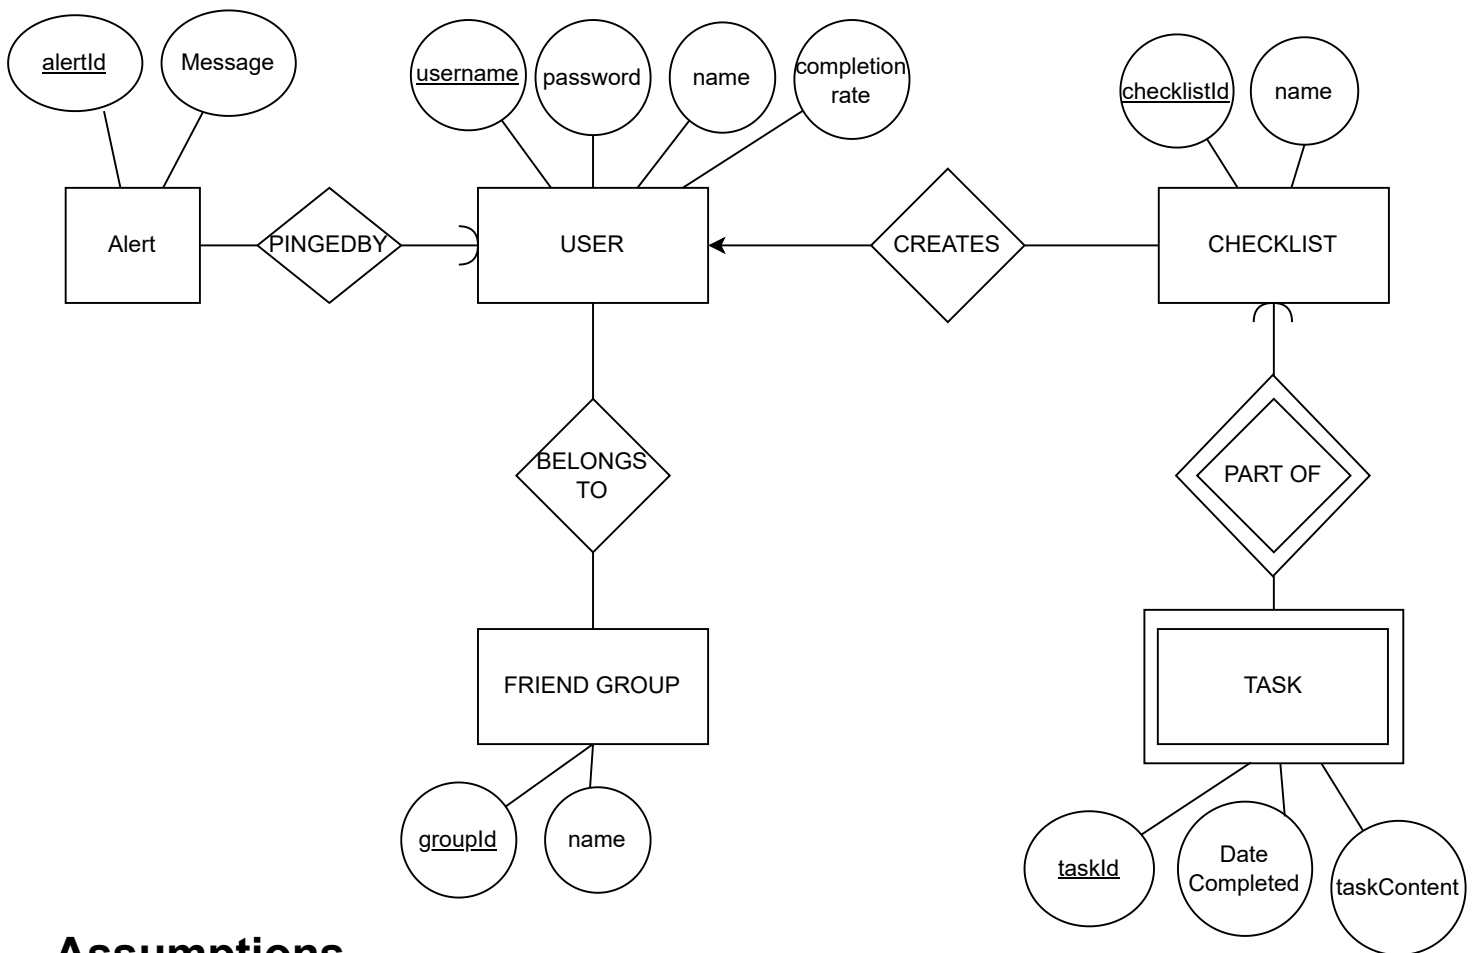 alertId
Message
username
password
name
completion
rate
checklistId
name
Alert
PINGEDBY
USER
CREATES
CHECKLIST
BELONGS
TO
PART OF
FRIEND GROUP
TASK
groupId
name
taskId
Date
Completed
taskContent
Assumptions